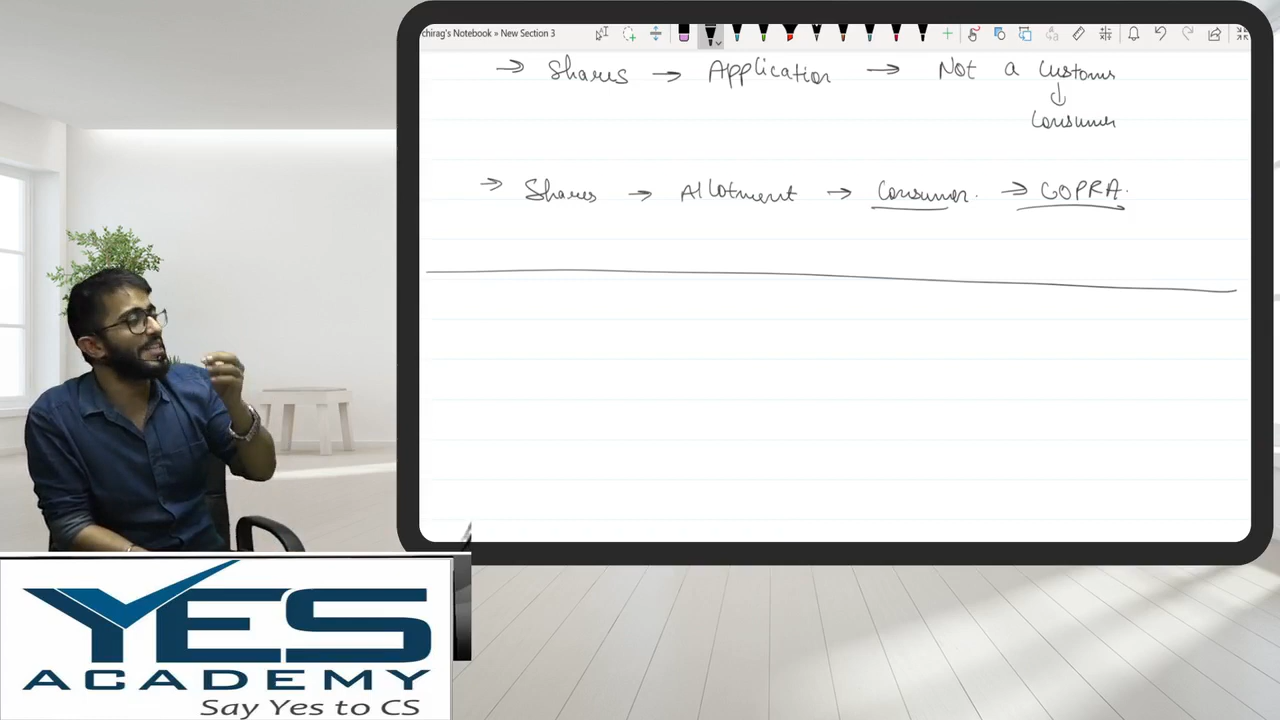 chirag's Notebook » New Section 3
→ Shares → Application → Not a Customer
↓
Consumer
→ Shares → Allotment → Consumer. → COPRA.
YES
ACADEMY
Say Yes to CS